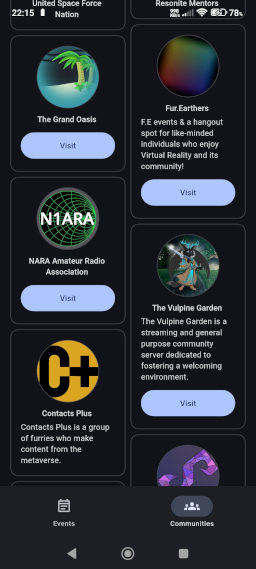 United Space Force
Nation
Resonite Mentors
22:15
78%
The Grand Oasis
Visit
N1ARA
NARA Amateur Radio
Association
Visit
C+
Contacts Plus
Contacts Plus is a group
of furries who make
content from the
metaverse.
Fur.Earthers
F.E events & a hangout
spot for like-minded
individuals who enjoy
Virtual Reality and its
community!
Visit
The Vulpine Garden
The Vulpine Garden is a
streaming and general
purpose community
server dedicated to
fostering a welcoming
environment.
Visit
Events
Communities